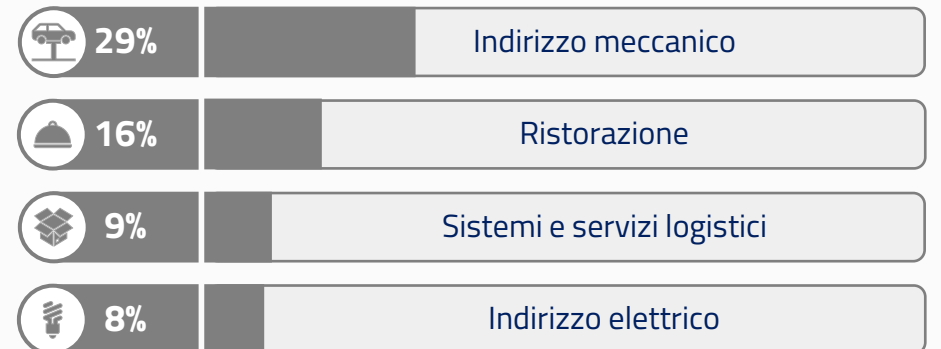 29% Indirizzo meccanico
16% Ristorazione
9% Sistemi e servizi logistici
8% Indirizzo elettrico